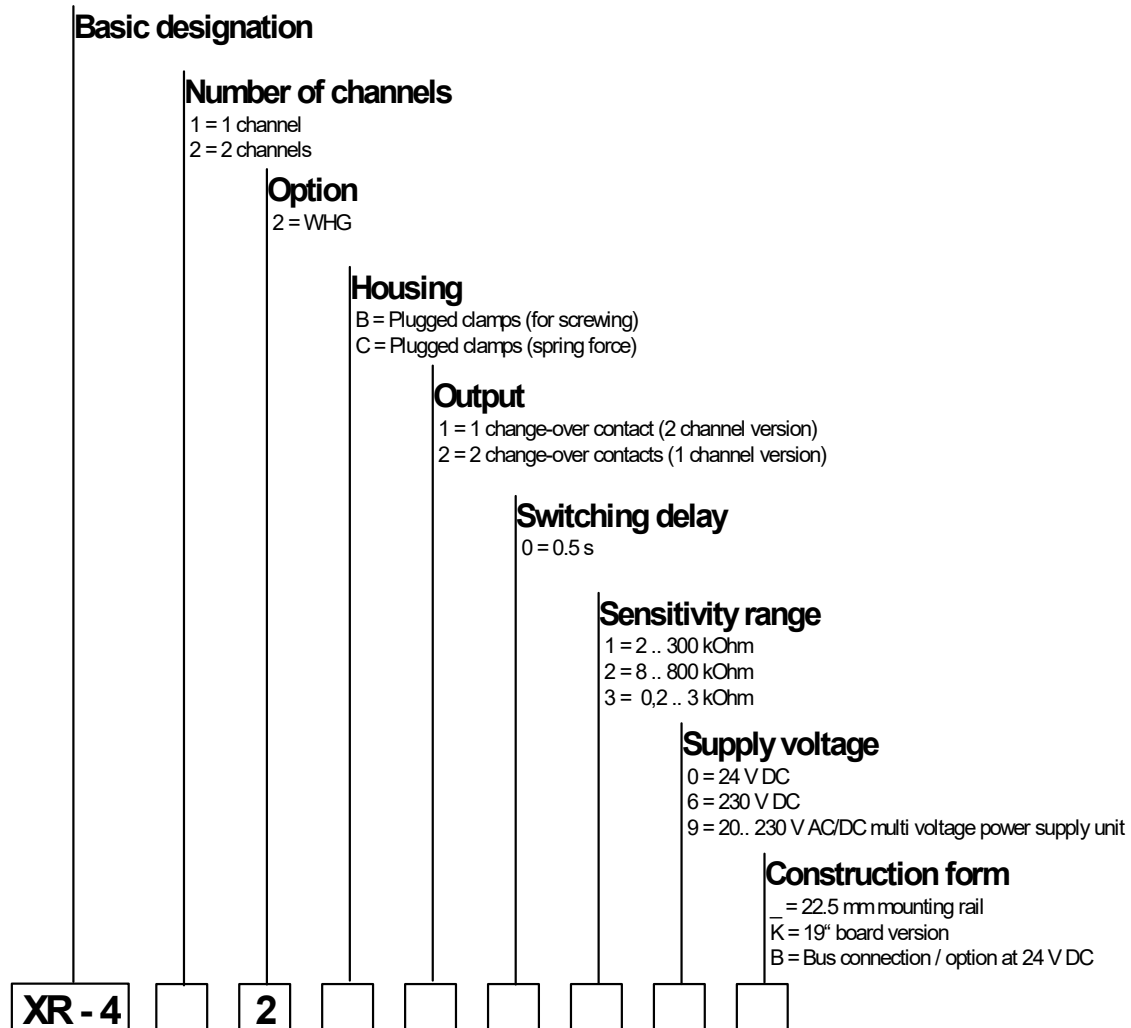 Basic designation
Number of channels
1 = 1 channel
2 = 2 channels
Option
2 = WHG
Housing
B = Plugged clamps (for screwing)
C = Plugged clamps (spring force)
Output
1 = 1 change-over contact (2 channel version)
2 = 2 change-over contacts (1 channel version)
Switching delay
0 = 0.5 s
Sensitivity range
1 = 2 .. 300 kOhm
2 = 8 .. 800 kOhm
3 = 0,2 .. 3 kOhm
Supply voltage
0 = 24 V DC
6 = 230 V DC
9 = 20.. 230 V AC/DC multi voltage power supply unit
Construction form
_ = 22.5 mm mounting rail
K = 19“ board version
B = Bus connection / option at 24 V DC
XR - 4 2